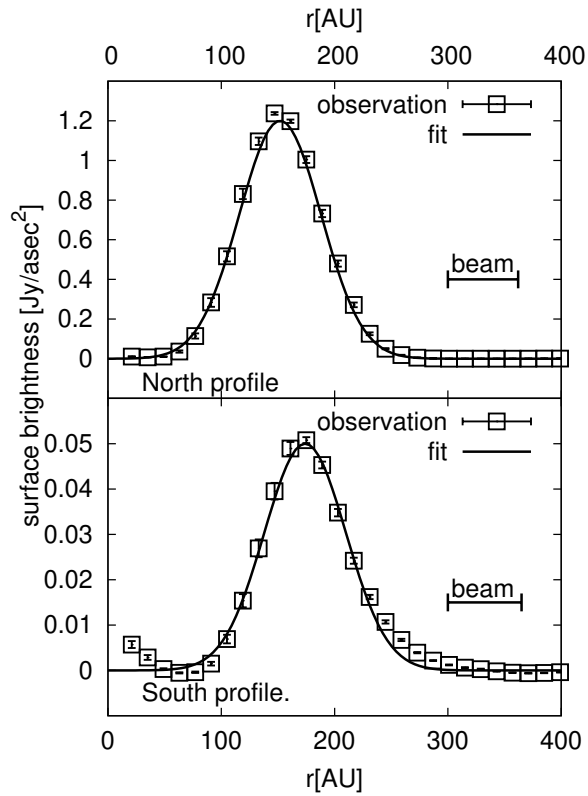 r[AU]
0 100 200 300 400
surface brightness [Jy/asec²]
1.2
1
0.8
0.6
0.4
0.2
0
observation
fit
beam
North profile
0.05
0.04
0.03
0.02
0.01
0
observation
fit
beam
South profile.
0 100 200 300 400
r[AU]